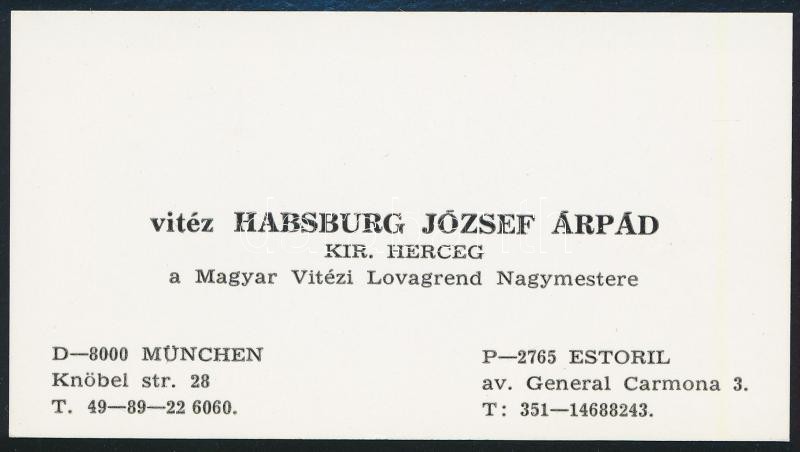 vitéz HABSBURG JÓZSEF ÁRPÁD
KIR. HERCEG
a Magyar Vitézi Lovagrend Nagymestere
D—8000 MÜNCHEN
Knöbel str. 28
T. 49—89—22 6060.
P—2765 ESTORIL
av. General Carmona 3.
T: 351—14688243.